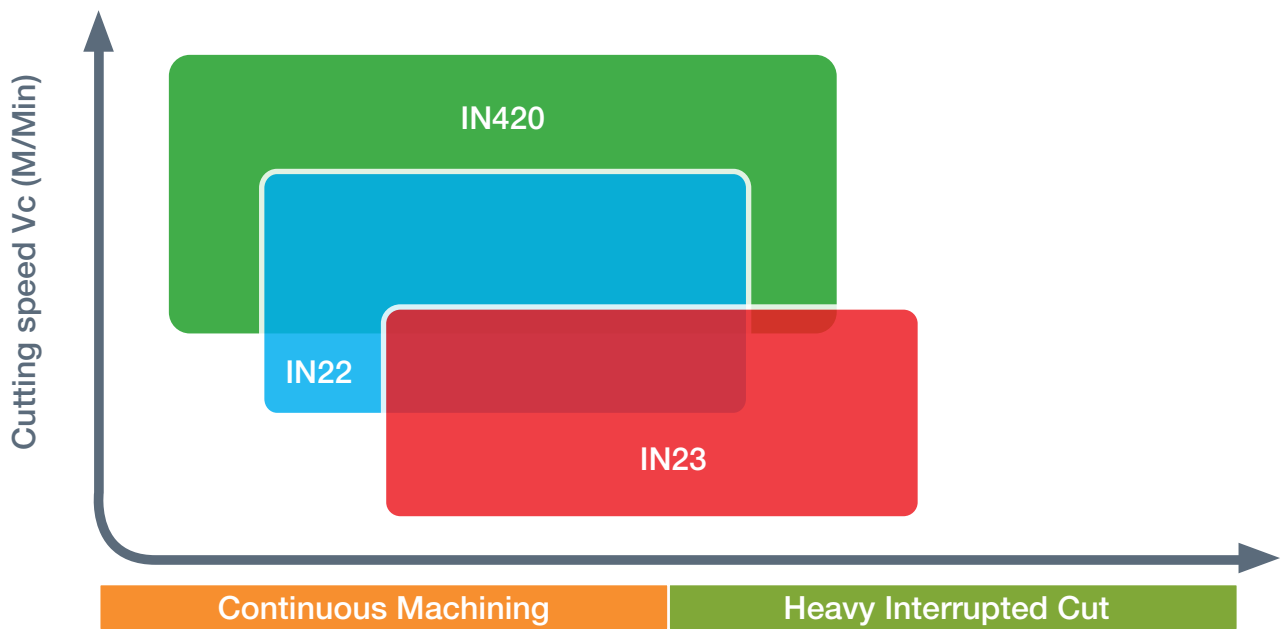 Cutting speed Vc (M/Min)
IN420
IN22
IN23
Continuous Machining
Heavy Interrupted Cut